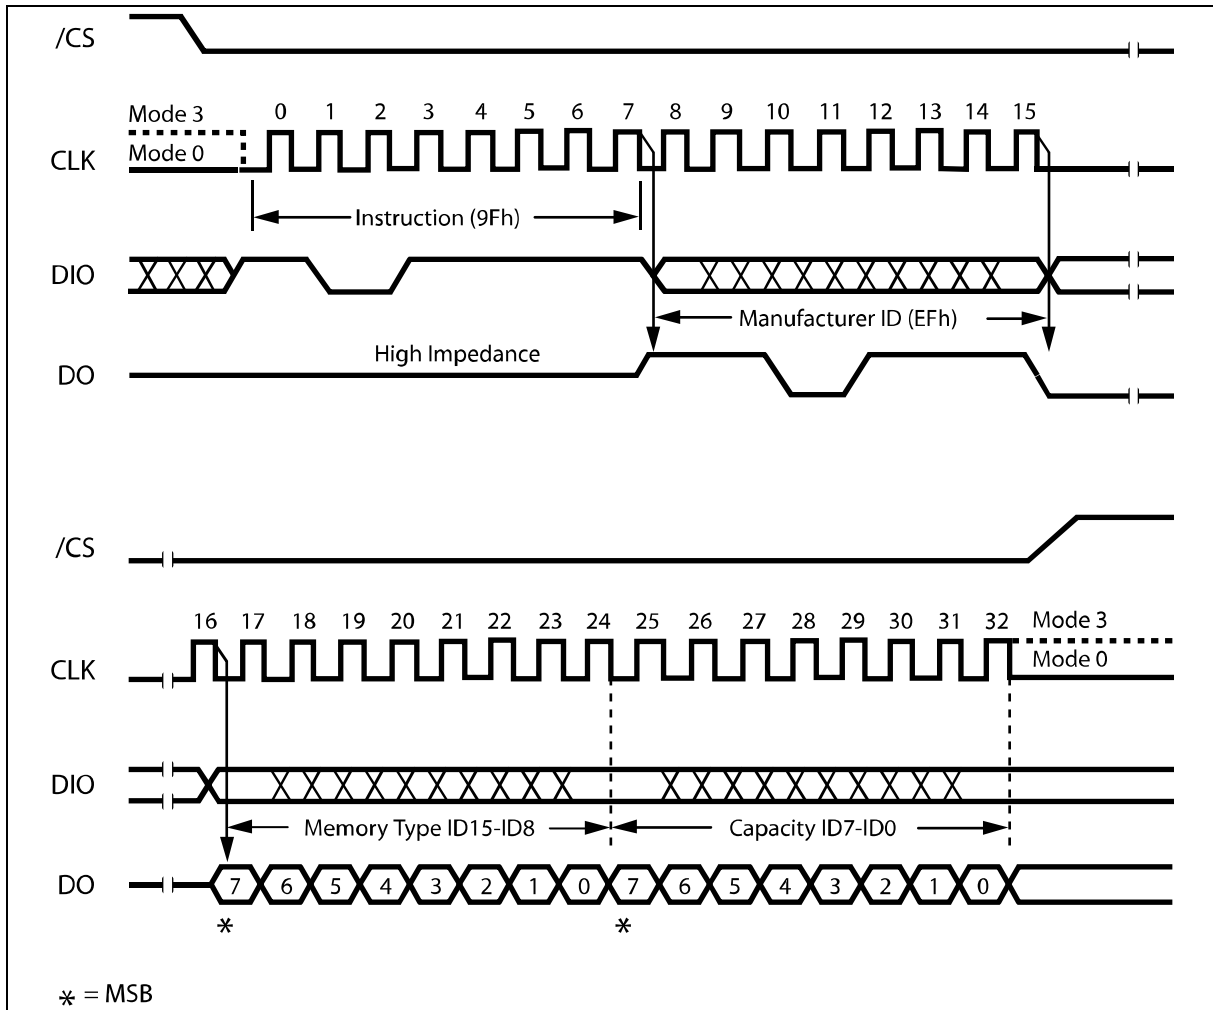 /CS
Mode 3
0 1 2 3 4 5 6 7 8 9 10 11 12 13 14 15
CLK
Mode 0
Instruction (9Fh)
DIO
Manufacturer ID (EFh)
High Impedance
DO
/CS
16 17 18 19 20 21 22 23 24 25 26 27 28 29 30 31 32
Mode 3
CLK
Mode 0
DIO
Memory Type ID15-ID8
Capacity ID7-ID0
DO
7 6 5 4 3 2 1 0 7 6 5 4 3 2 1 0
* *
* = MSB